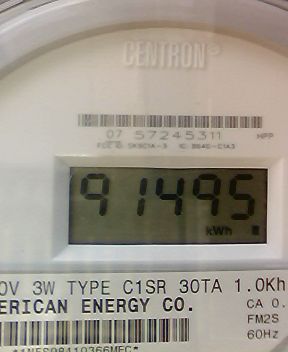 CENTRON®
07 57245311 HPP
91495
kWh
0V 3W TYPE C1SR 30TA 1.0Kh
ERICAN ENERGY CO.
CA 0.
FM2S
60Hz